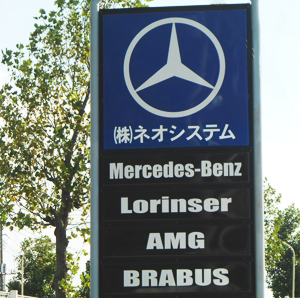 ㈱ネオシステム
Mercedes-Benz
Lorinser
AMG
BRABUS